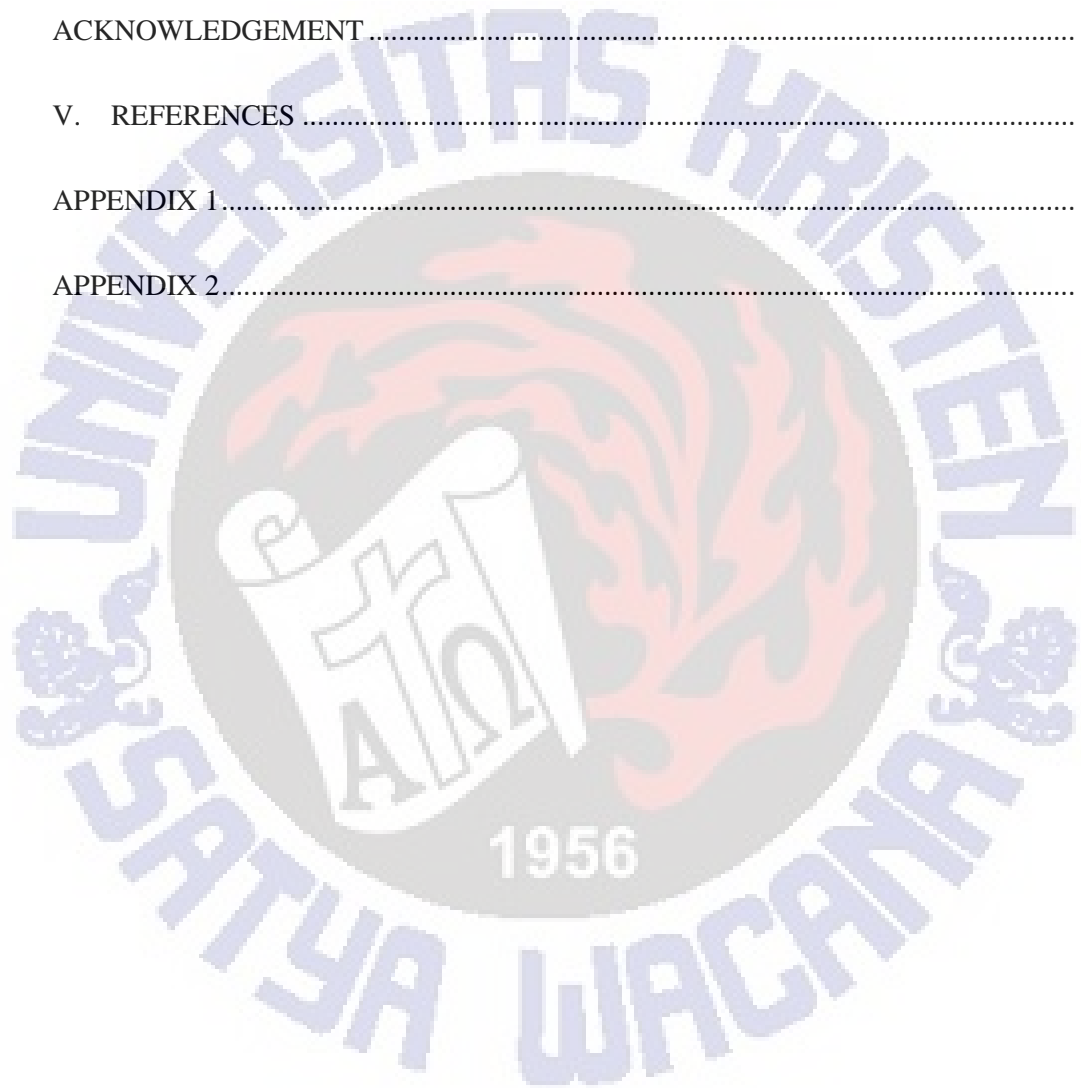 ACKNOWLEDGEMENT ................................................................................................
V. REFERENCES .........................................................................................................
APPENDIX 1....................................................................................................................
APPENDIX 2....................................................................................................................
UNIVERSITAS KRISTEN
SATYA WACANA
Α Ω
1956